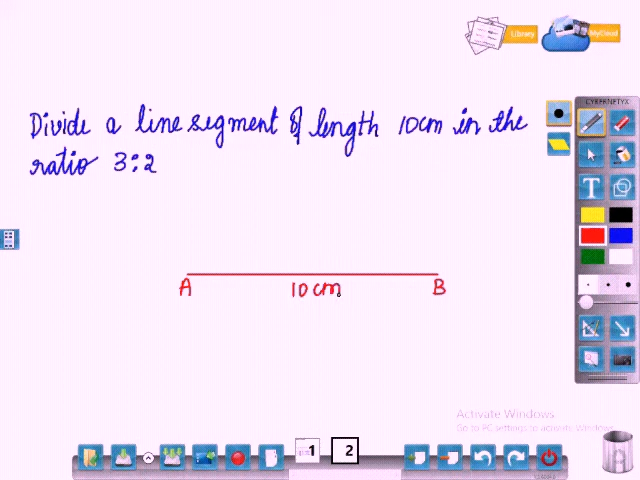 Library
MyCloud
Divide a line segment of length 10cm in the
ratio 3:2
A 10cm B
T
Activate Windows
Go to PC settings to activate Windows.
1 2